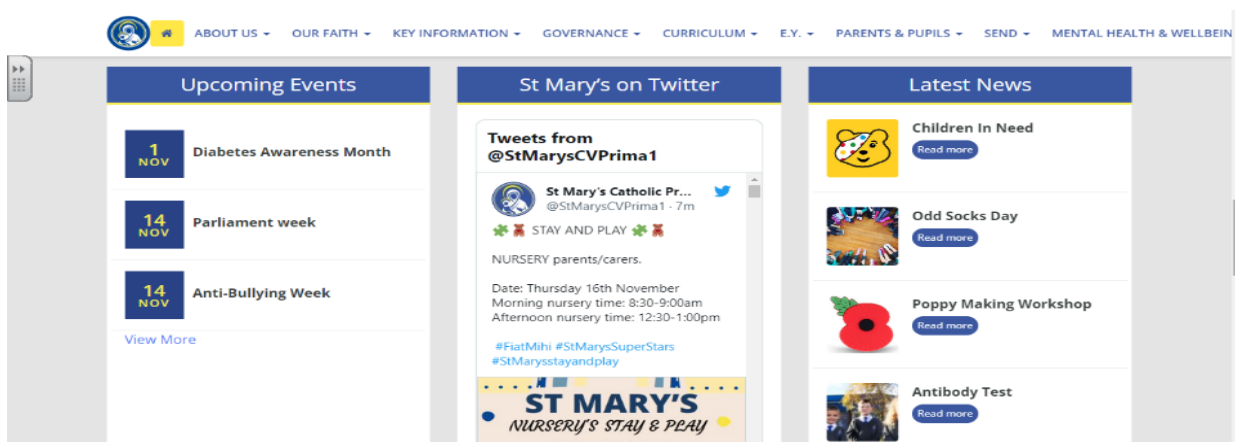 ABOUT US OUR FAITH KEY INFORMATION GOVERNANCE CURRICULUM E.Y. PARENTS & PUPILS SEND MENTAL HEALTH & WELLBEIN
Upcoming Events
1
NOV
Diabetes Awareness Month
14
NOV
Parliament week
14
NOV
Anti-Bullying Week
View More
St Mary's on Twitter
Tweets from
@StMarysCVPrima1
St Mary's Catholic Pr...
@StMarysCVPrima1 · 7m
STAY AND PLAY
NURSERY parents/carers.
Date: Thursday 16th November
Morning nursery time: 8:30-9:00am
Afternoon nursery time: 12:30-1:00pm
#FiatMihi #StMarysSuperStars
#StMarysstayandplay
ST MARY'S
NURSERY'S STAY & PLAY
Latest News
Children In Need
Read more
Odd Socks Day
Read more
Poppy Making Workshop
Read more
Antibody Test
Read more